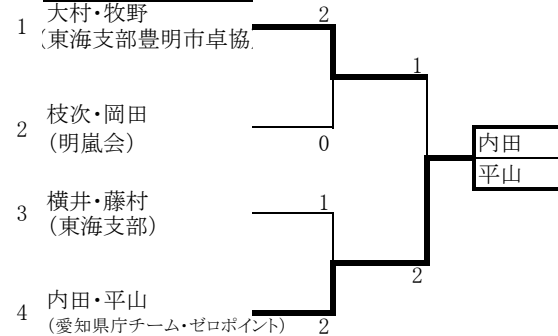 1 大村・牧野 2
(東海支部豊明市卓協
1
2 枝次・岡田
(明嵐会) 0
内田
平山
3 横井・藤村 1
(東海支部)
2
4 内田・平山
(愛知県庁チーム・ゼロポイント) 2